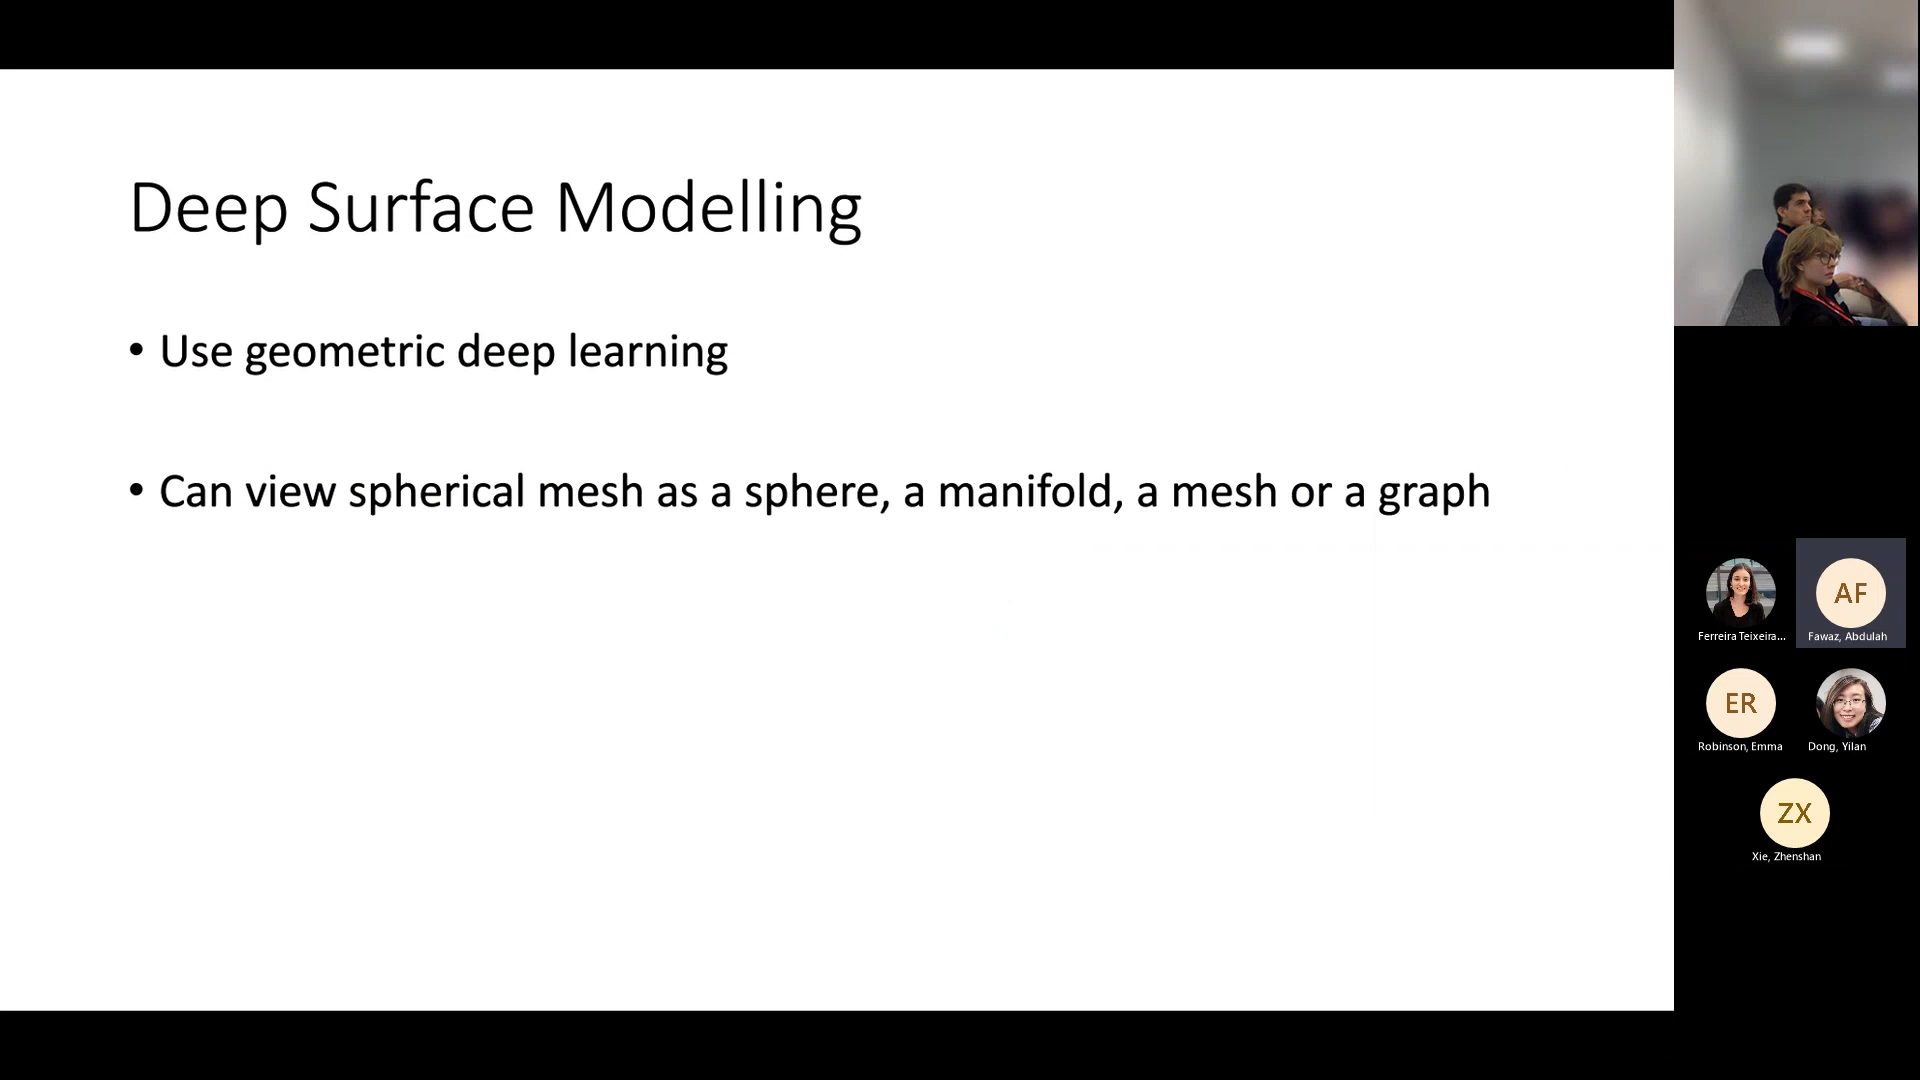 Deep Surface Modelling
• Use geometric deep learning
• Can view spherical mesh as a sphere, a manifold, a mesh or a graph
Ferreira Teixeira...
AF
Fawaz, Abdulah
ER
Robinson, Emma
Dong, Yilan
ZX
Xie, Zhenshan